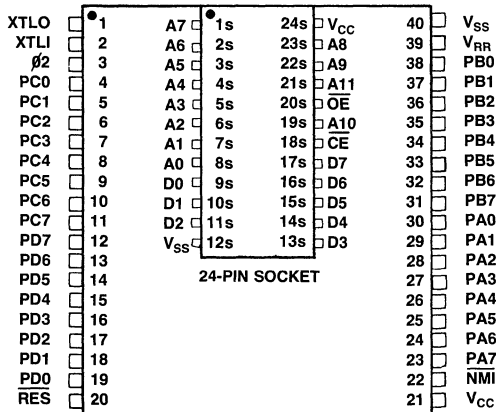 XTLO 1 A7 1s 24s VCC 40 VSS
XTLI 2 A6 2s 23s A8 39 VRR
Ø2 3 A5 3s 22s A9 38 PB0
PC0 4 A4 4s 21s A11 37 PB1
PC1 5 A3 5s 20s O̅E̅ 36 PB2
PC2 6 A2 6s 19s A10 35 PB3
PC3 7 A1 7s 18s C̅E̅ 34 PB4
PC4 8 A0 8s 17s D7 33 PB5
PC5 9 D0 9s 16s D6 32 PB6
PC6 10 D1 10s 15s D5 31 PB7
PC7 11 D2 11s 14s D4 30 PA0
PD7 12 VSS 12s 13s D3 29 PA1
PD6 13 28 PA2
PD5 14 24-PIN SOCKET 27 PA3
PD4 15 26 PA4
PD3 16 25 PA5
PD2 17 24 PA6
PD1 18 23 PA7
PD0 19 22 N̅M̅I̅
R̅E̅S̅ 20 21 VCC